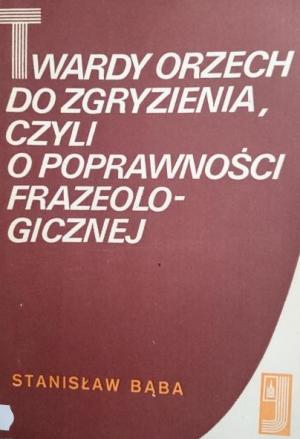 TWARDY ORZECH
DO ZGRYZIENIA,
CZYLI
O POPRAWNOŚCI
FRAZEOLO-
GICZNEJ
STANISŁAW BĄBA